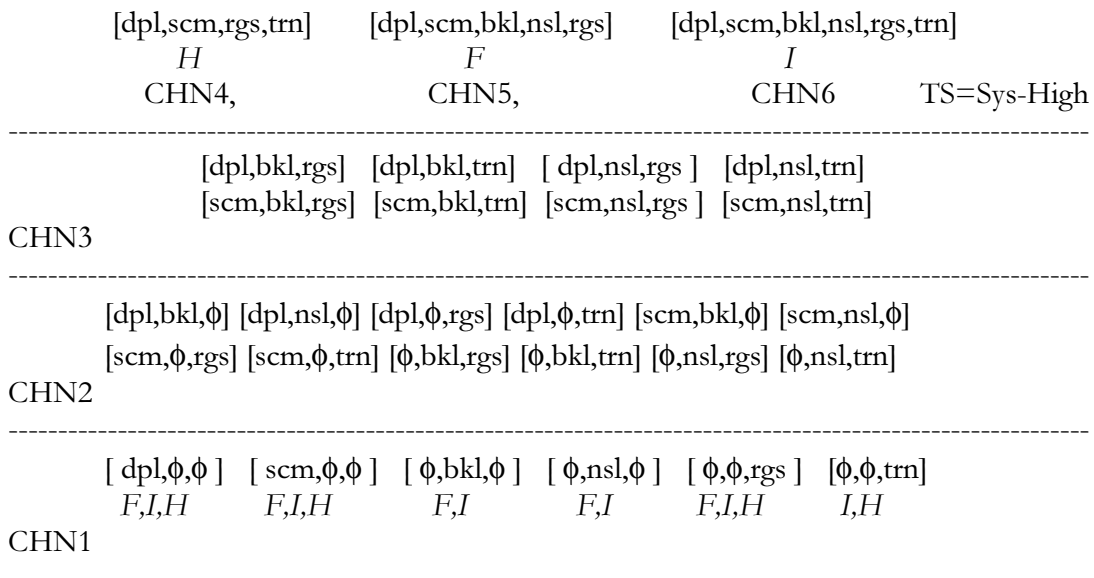 [dpl,scm,rgs,trn] [dpl,scm,bkl,nsl,rgs] [dpl,scm,bkl,nsl,rgs,trn]
H F I
CHN4, CHN5, CHN6 TS=Sys-High
[dpl,bkl,rgs] [dpl,bkl,trn] [ dpl,nsl,rgs ] [dpl,nsl,trn]
[scm,bkl,rgs] [scm,bkl,trn] [scm,nsl,rgs ] [scm,nsl,trn]
CHN3
[dpl,bkl,ϕ] [dpl,nsl,ϕ] [dpl,ϕ,rgs] [dpl,ϕ,trn] [scm,bkl,ϕ] [scm,nsl,ϕ]
[scm,ϕ,rgs] [scm,ϕ,trn] [ϕ,bkl,rgs] [ϕ,bkl,trn] [ϕ,nsl,rgs] [ϕ,nsl,trn]
CHN2
[ dpl,ϕ,ϕ ] [ scm,ϕ,ϕ ] [ ϕ,bkl,ϕ ] [ ϕ,nsl,ϕ ] [ ϕ,ϕ,rgs ] [ϕ,ϕ,trn]
F,I,H F,I,H F,I F,I F,I,H I,H
CHN1